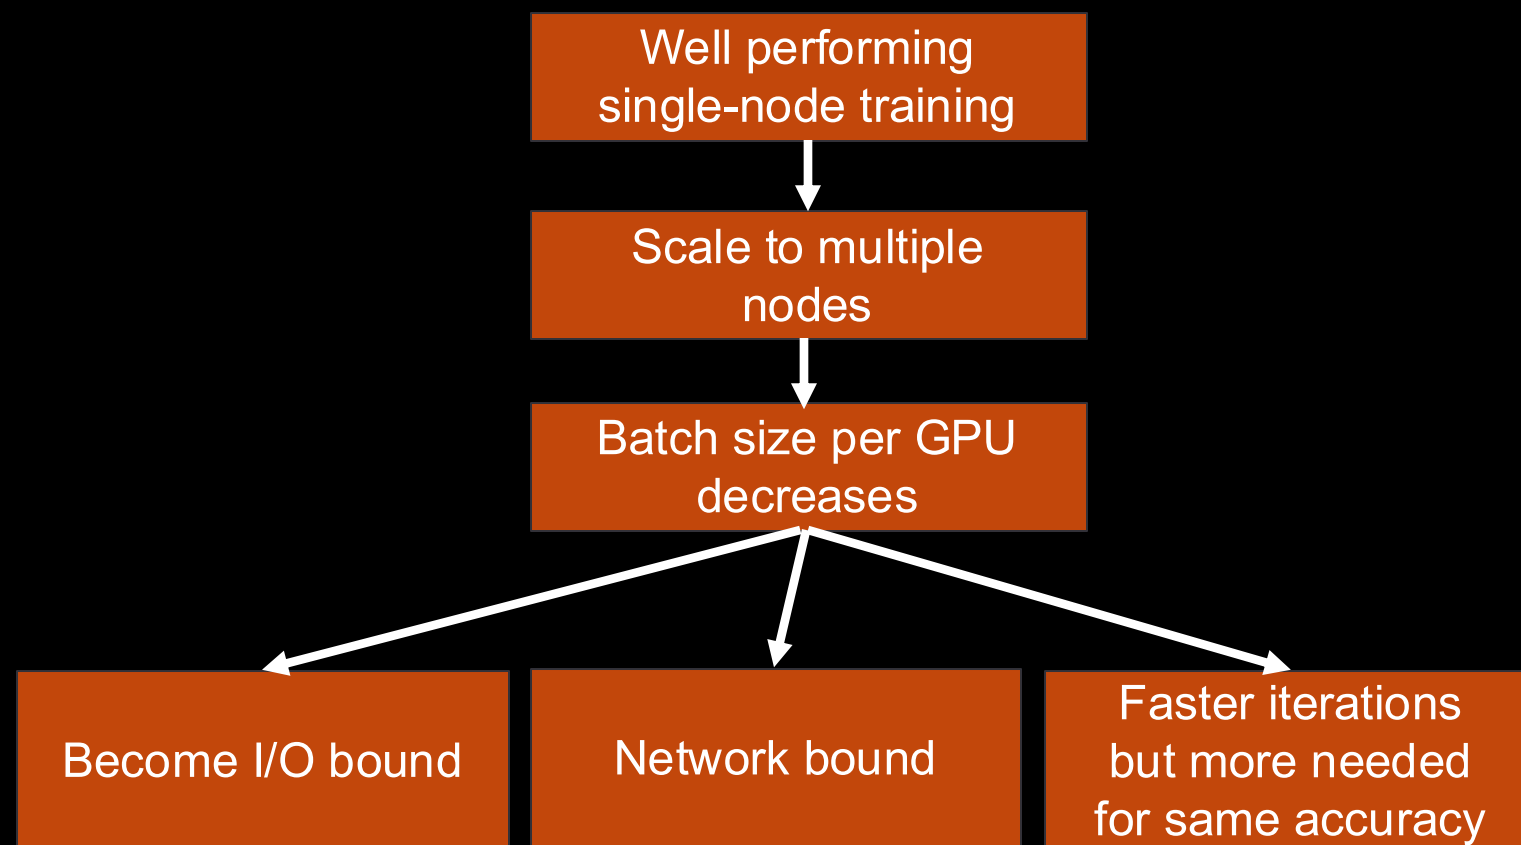 Well performing
single-node training
Scale to multiple
nodes
Batch size per GPU
decreases
Become I/O bound
Network bound
Faster iterations
but more needed
for same accuracy